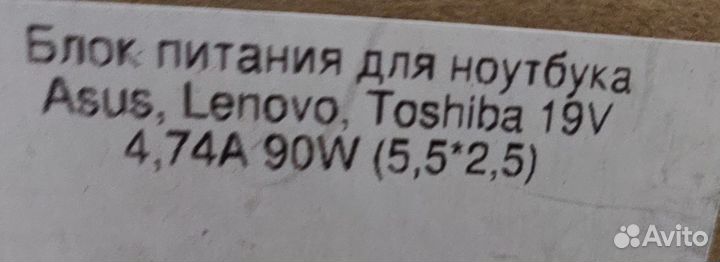 Блок питания для ноутбука
Asus, Lenovo, Toshiba 19V
4,74A 90W (5,5*2,5)
Avito